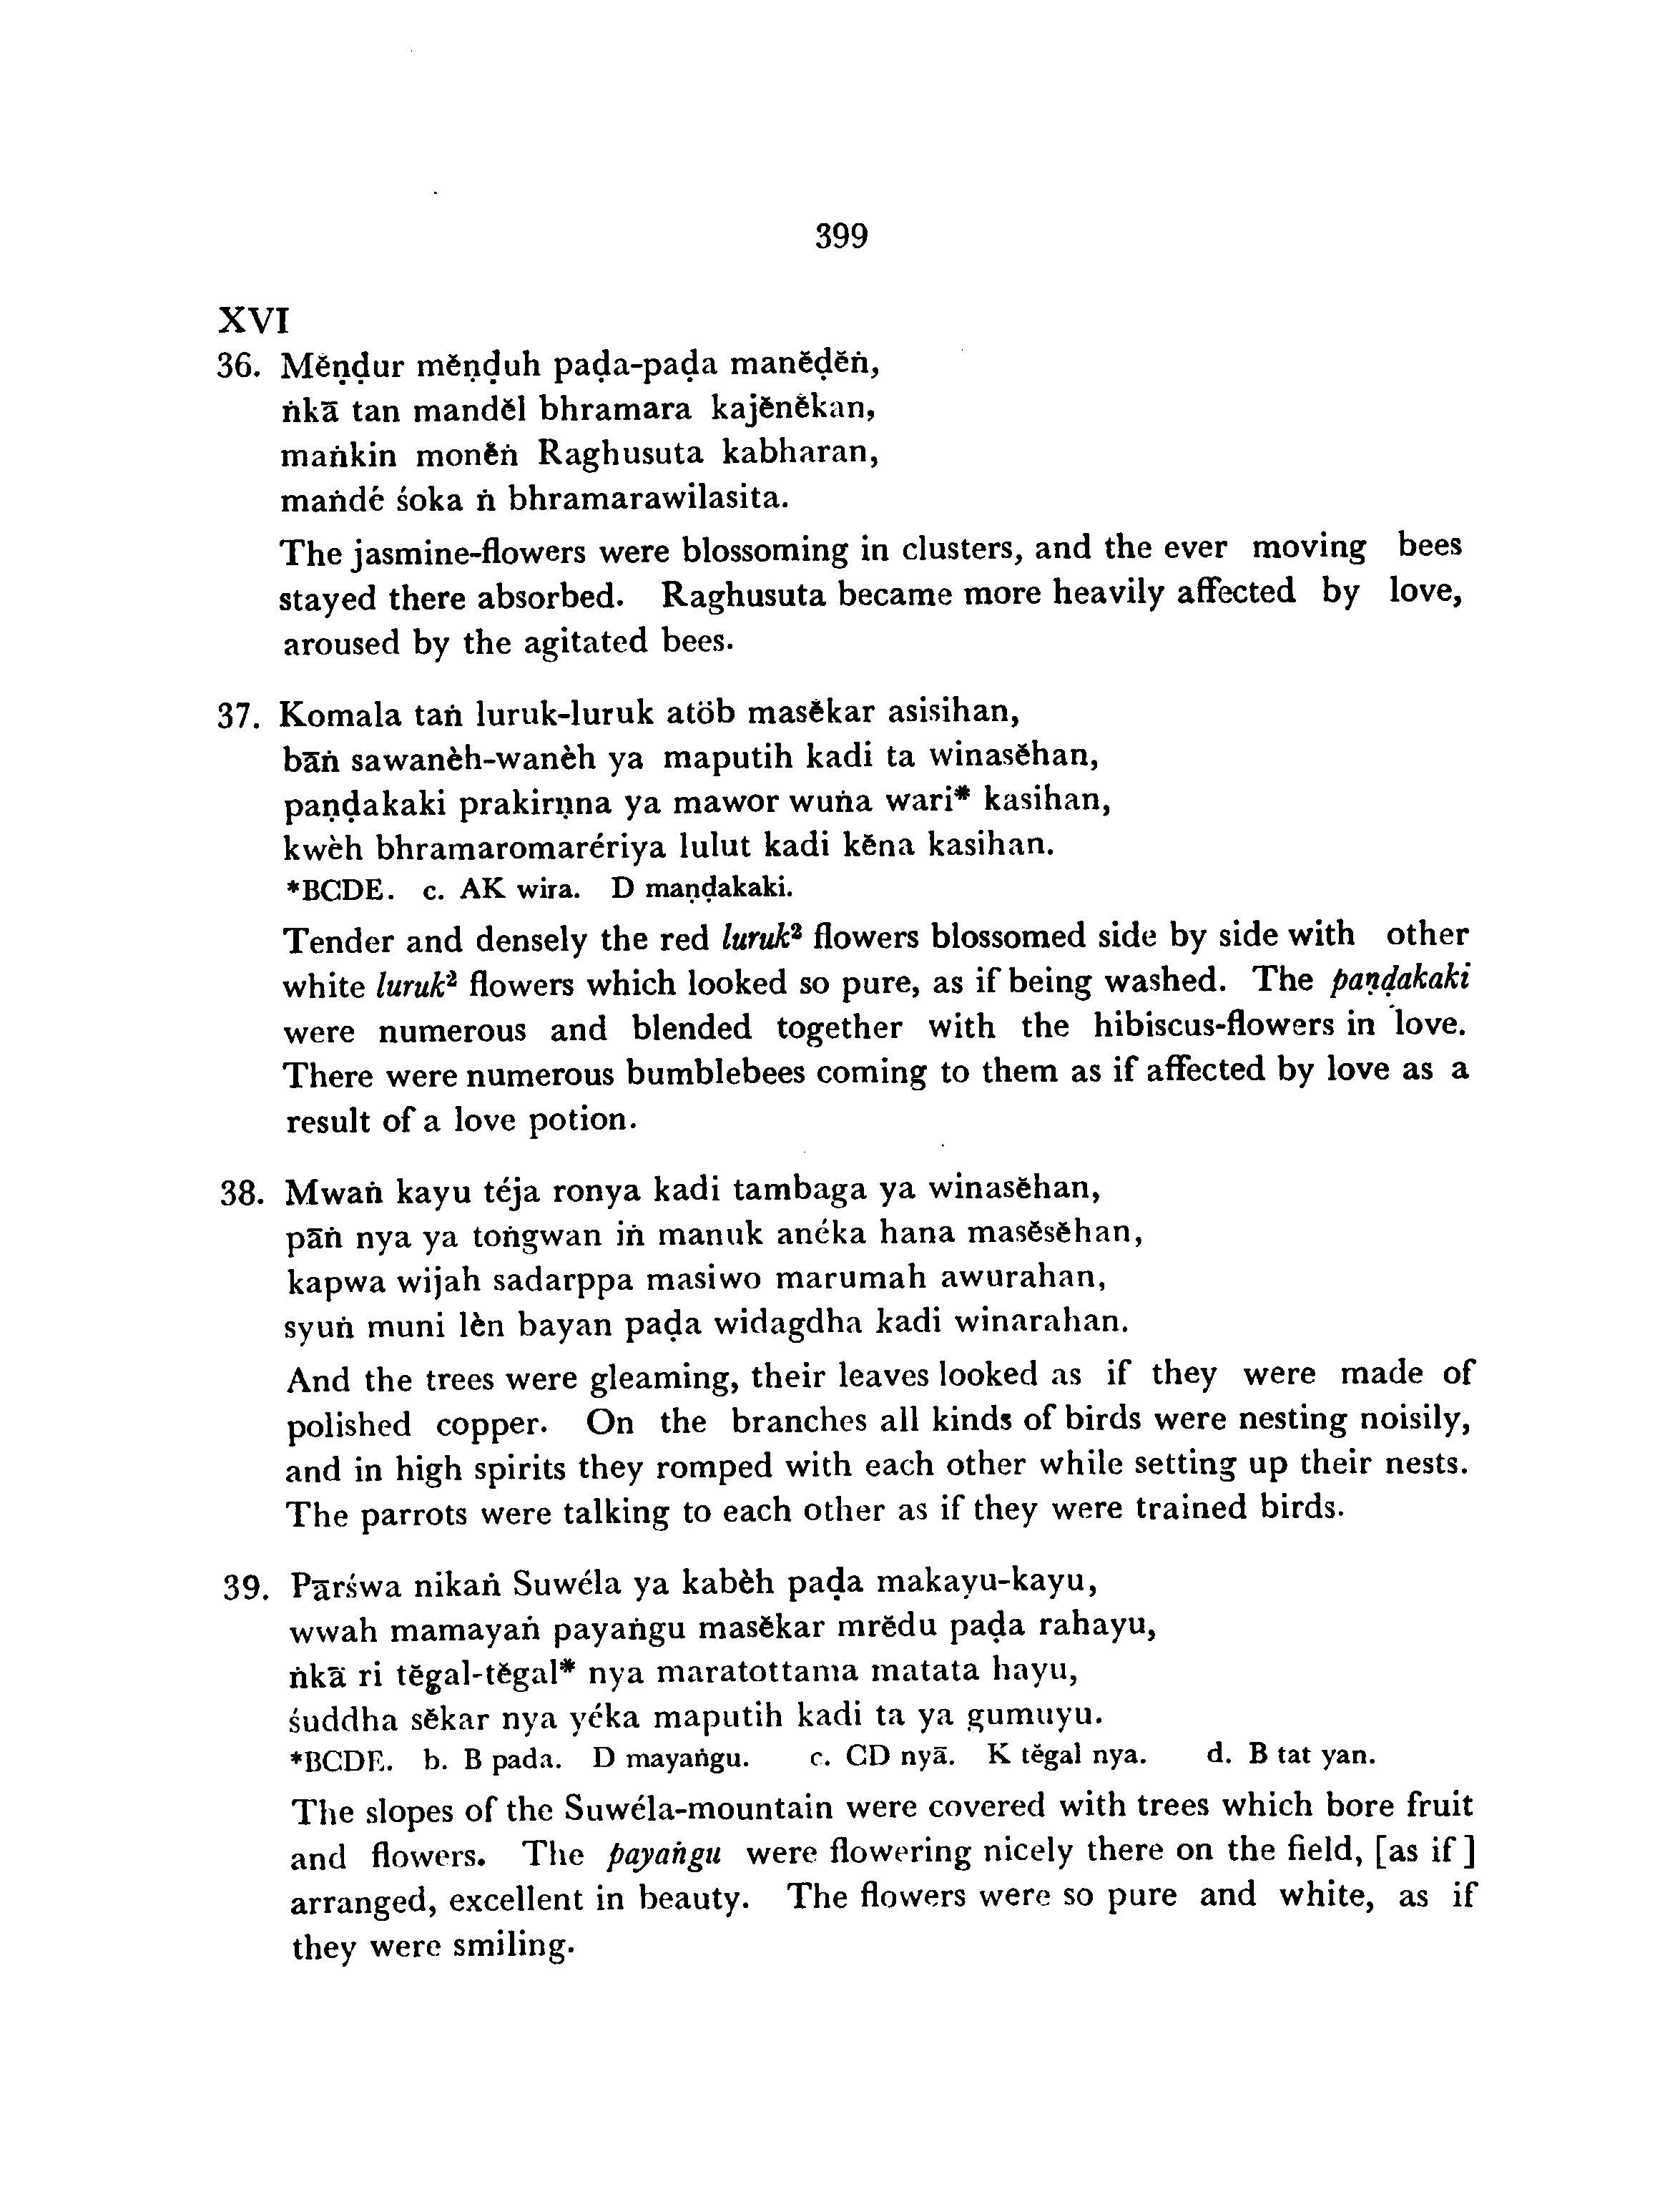 399
XVI
36. Mĕṇḍur mĕṇḍuh paḍa-paḍa manĕḍĕṅ,
ṅkā tan mandĕl bhramara kajĕnĕkan,
maṅkin monĕṅ Raghusuta kabharan,
maṅdé śoka ṅ bhramarawilasita.
The jasmine-flowers were blossoming in clusters, and the ever moving bees
stayed there absorbed. Raghusuta became more heavily affected by love,
aroused by the agitated bees.
37. Komala taṅ luruk-luruk atöb masĕkar asisihan,
bāṅ sawanèh-wanèh ya maputih kadi ta winasĕhan,
paṇḍakaki prakirṇna ya mawor wuṅa wari* kasihan,
kwèh bhramaromarériya lulut kadi kĕna kasihan.
*BCDE. c. AK wira. D maṇḍakaki.
Tender and densely the red luruk² flowers blossomed side by side with other
white luruk² flowers which looked so pure, as if being washed. The paṇḍakaki
were numerous and blended together with the hibiscus-flowers in love.
There were numerous bumblebees coming to them as if affected by love as a
result of a love potion.
38. Mwaṅ kayu téja ronya kadi tambaga ya winasĕhan,
pāṅ nya ya toṅgwan iṅ manuk anéka hana masĕsĕhan,
kapwa wijah sadarppa masiwo marumah awurahan,
syuṅ muni lèn bayan paḍa widagdha kadi winarahan.
And the trees were gleaming, their leaves looked as if they were made of
polished copper. On the branches all kinds of birds were nesting noisily,
and in high spirits they romped with each other while setting up their nests.
The parrots were talking to each other as if they were trained birds.
39. Pārśwa nikaṅ Suwéla ya kabèh paḍa makayu-kayu,
wwah mamayaṅ payaṅgu masĕkar mrĕdu paḍa rahayu,
ṅkā ri tĕgal-tĕgal* nya maratottama matata hayu,
śuddha sĕkar nya yéka maputih kadi ta ya gumuyu.
*BCDE. b. B pada. D mayaṅgu. c. CD nyā. K tĕgal nya. d. B tat yan.
The slopes of the Suwéla-mountain were covered with trees which bore fruit
and flowers. The payaṅgu were flowering nicely there on the field, [as if]
arranged, excellent in beauty. The flowers were so pure and white, as if
they were smiling.